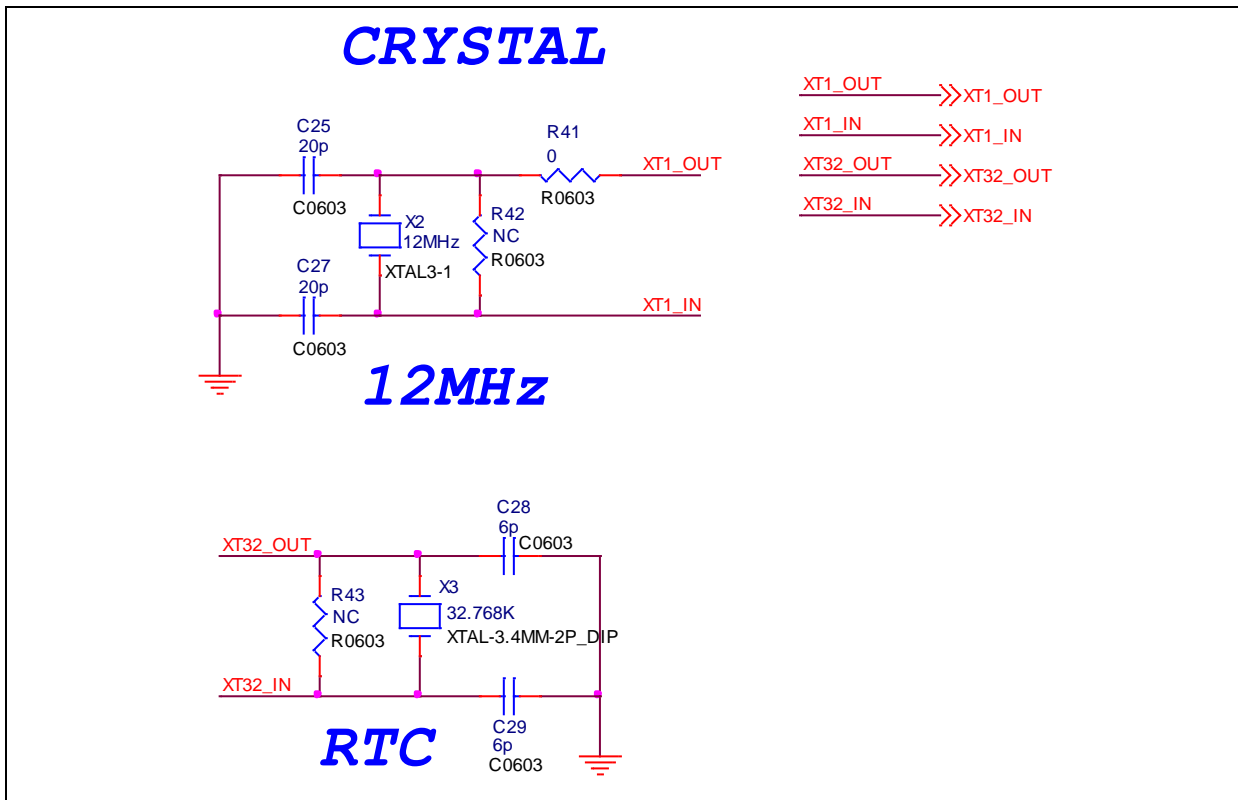 CRYSTAL
C25
20p
C0603
R41
0
R0603
XT1_OUT
X2
12MHz
XTAL3-1
R42
NC
R0603
C27
20p
C0603
XT1_IN
12MHz
XT1_OUT
XT1_OUT
XT1_IN
XT1_IN
XT32_OUT
XT32_OUT
XT32_IN
XT32_IN
C28
6p
C0603
XT32_OUT
R43
NC
R0603
X3
32.768K
XTAL-3.4MM-2P_DIP
XT32_IN
C29
6p
C0603
RTC